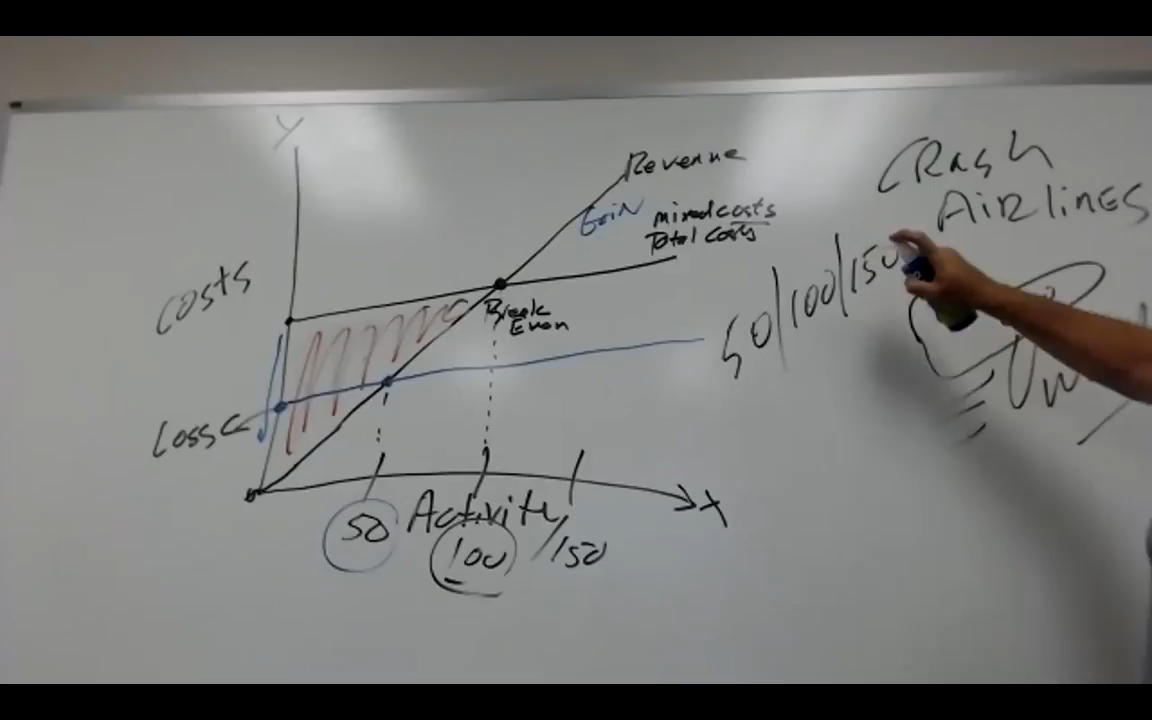 Y
Revenue
Gain
mixed costs
Total Costs
Costs
Break
Even
Loss
50
Activity
100
/150
X
Crash
AIRLINES
50/100/150